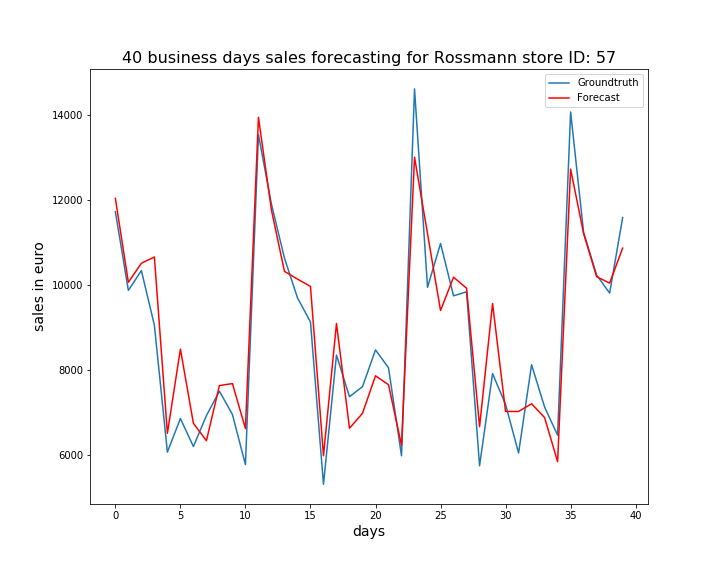 40 business days sales forecasting for Rossmann store ID: 57
Groundtruth
Forecast
14000
12000
10000
8000
6000
sales in euro
0 5 10 15 20 25 30 35 40
days